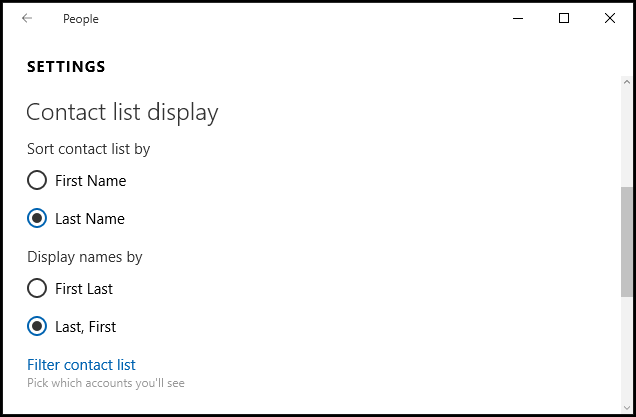 People
SETTINGS
Contact list display
Sort contact list by
First Name
Last Name
Display names by
First Last
Last, First
Filter contact list
Pick which accounts you'll see